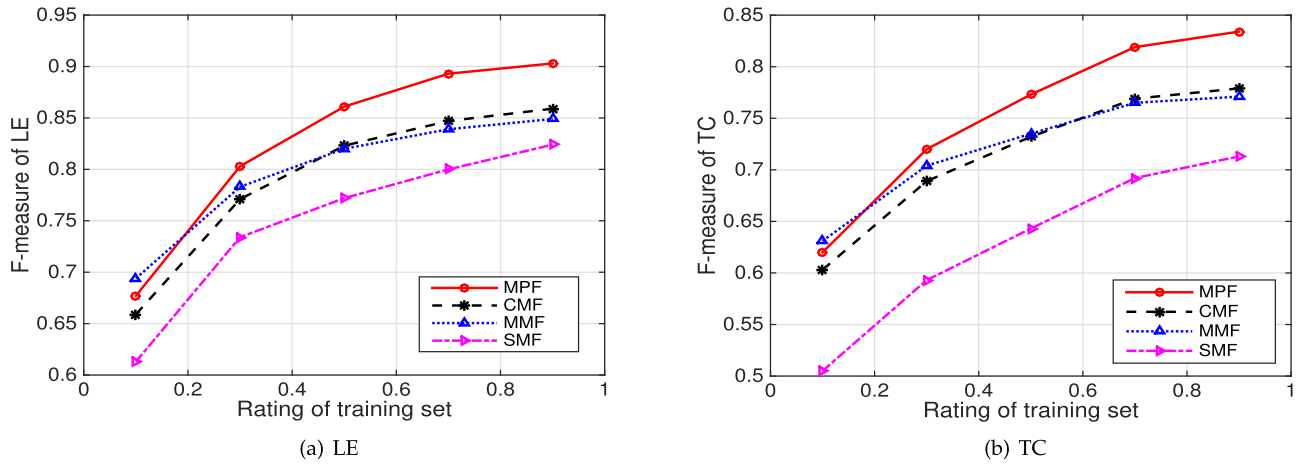 0.95
0.9
0.85
0.8
0.75
0.7
0.65
0.6
F-measure of LE
0 0.2 0.4 0.6 0.8 1
Rating of training set
MPF
CMF
MMF
SMF
(a) LE
0.85
0.8
0.75
0.7
0.65
0.6
0.55
0.5
F-measure of TC
0 0.2 0.4 0.6 0.8 1
Rating of training set
MPF
CMF
MMF
SMF
(b) TC